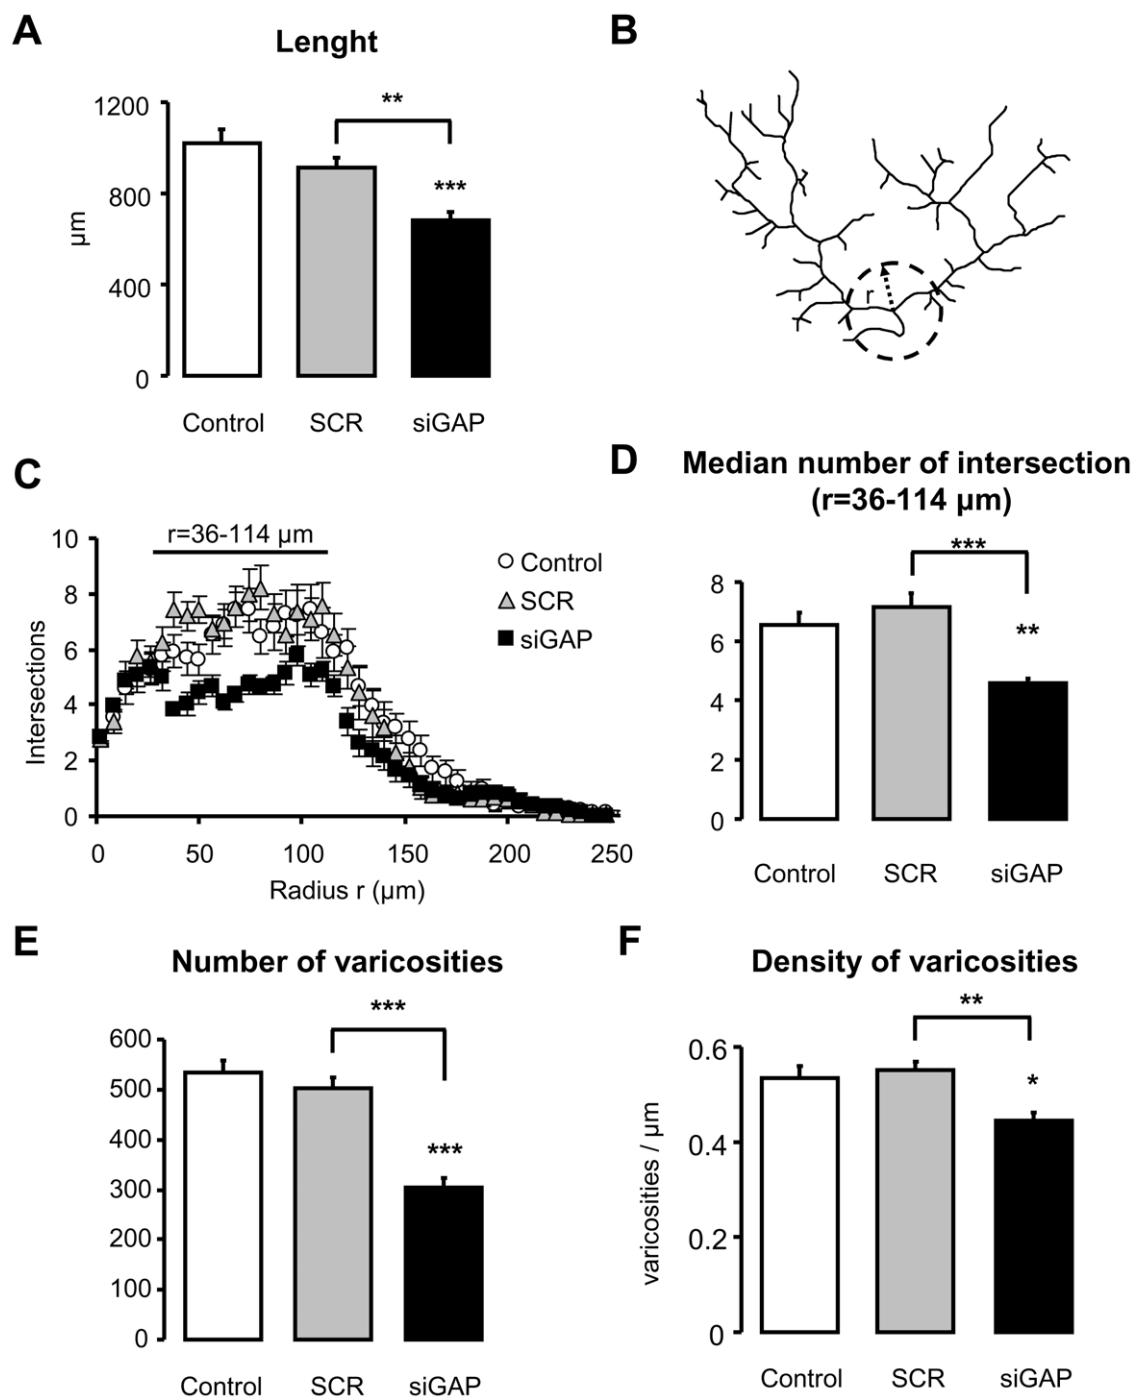 A
Lenght
1200
800
400
0
µm
**
***
Control SCR siGAP
B
r
C
10
8
6
4
2
0
Intersections
r=36-114 µm
Control
SCR
siGAP
0 50 100 150 200 250
Radius r (µm)
D
Median number of intersection
(r=36-114 µm)
8
6
4
2
0
***
**
Control SCR siGAP
E
Number of varicosities
600
500
400
300
200
100
0
***
***
Control SCR siGAP
F
Density of varicosities
0.6
0.4
0.2
0
varicosities / µm
**
*
Control SCR siGAP